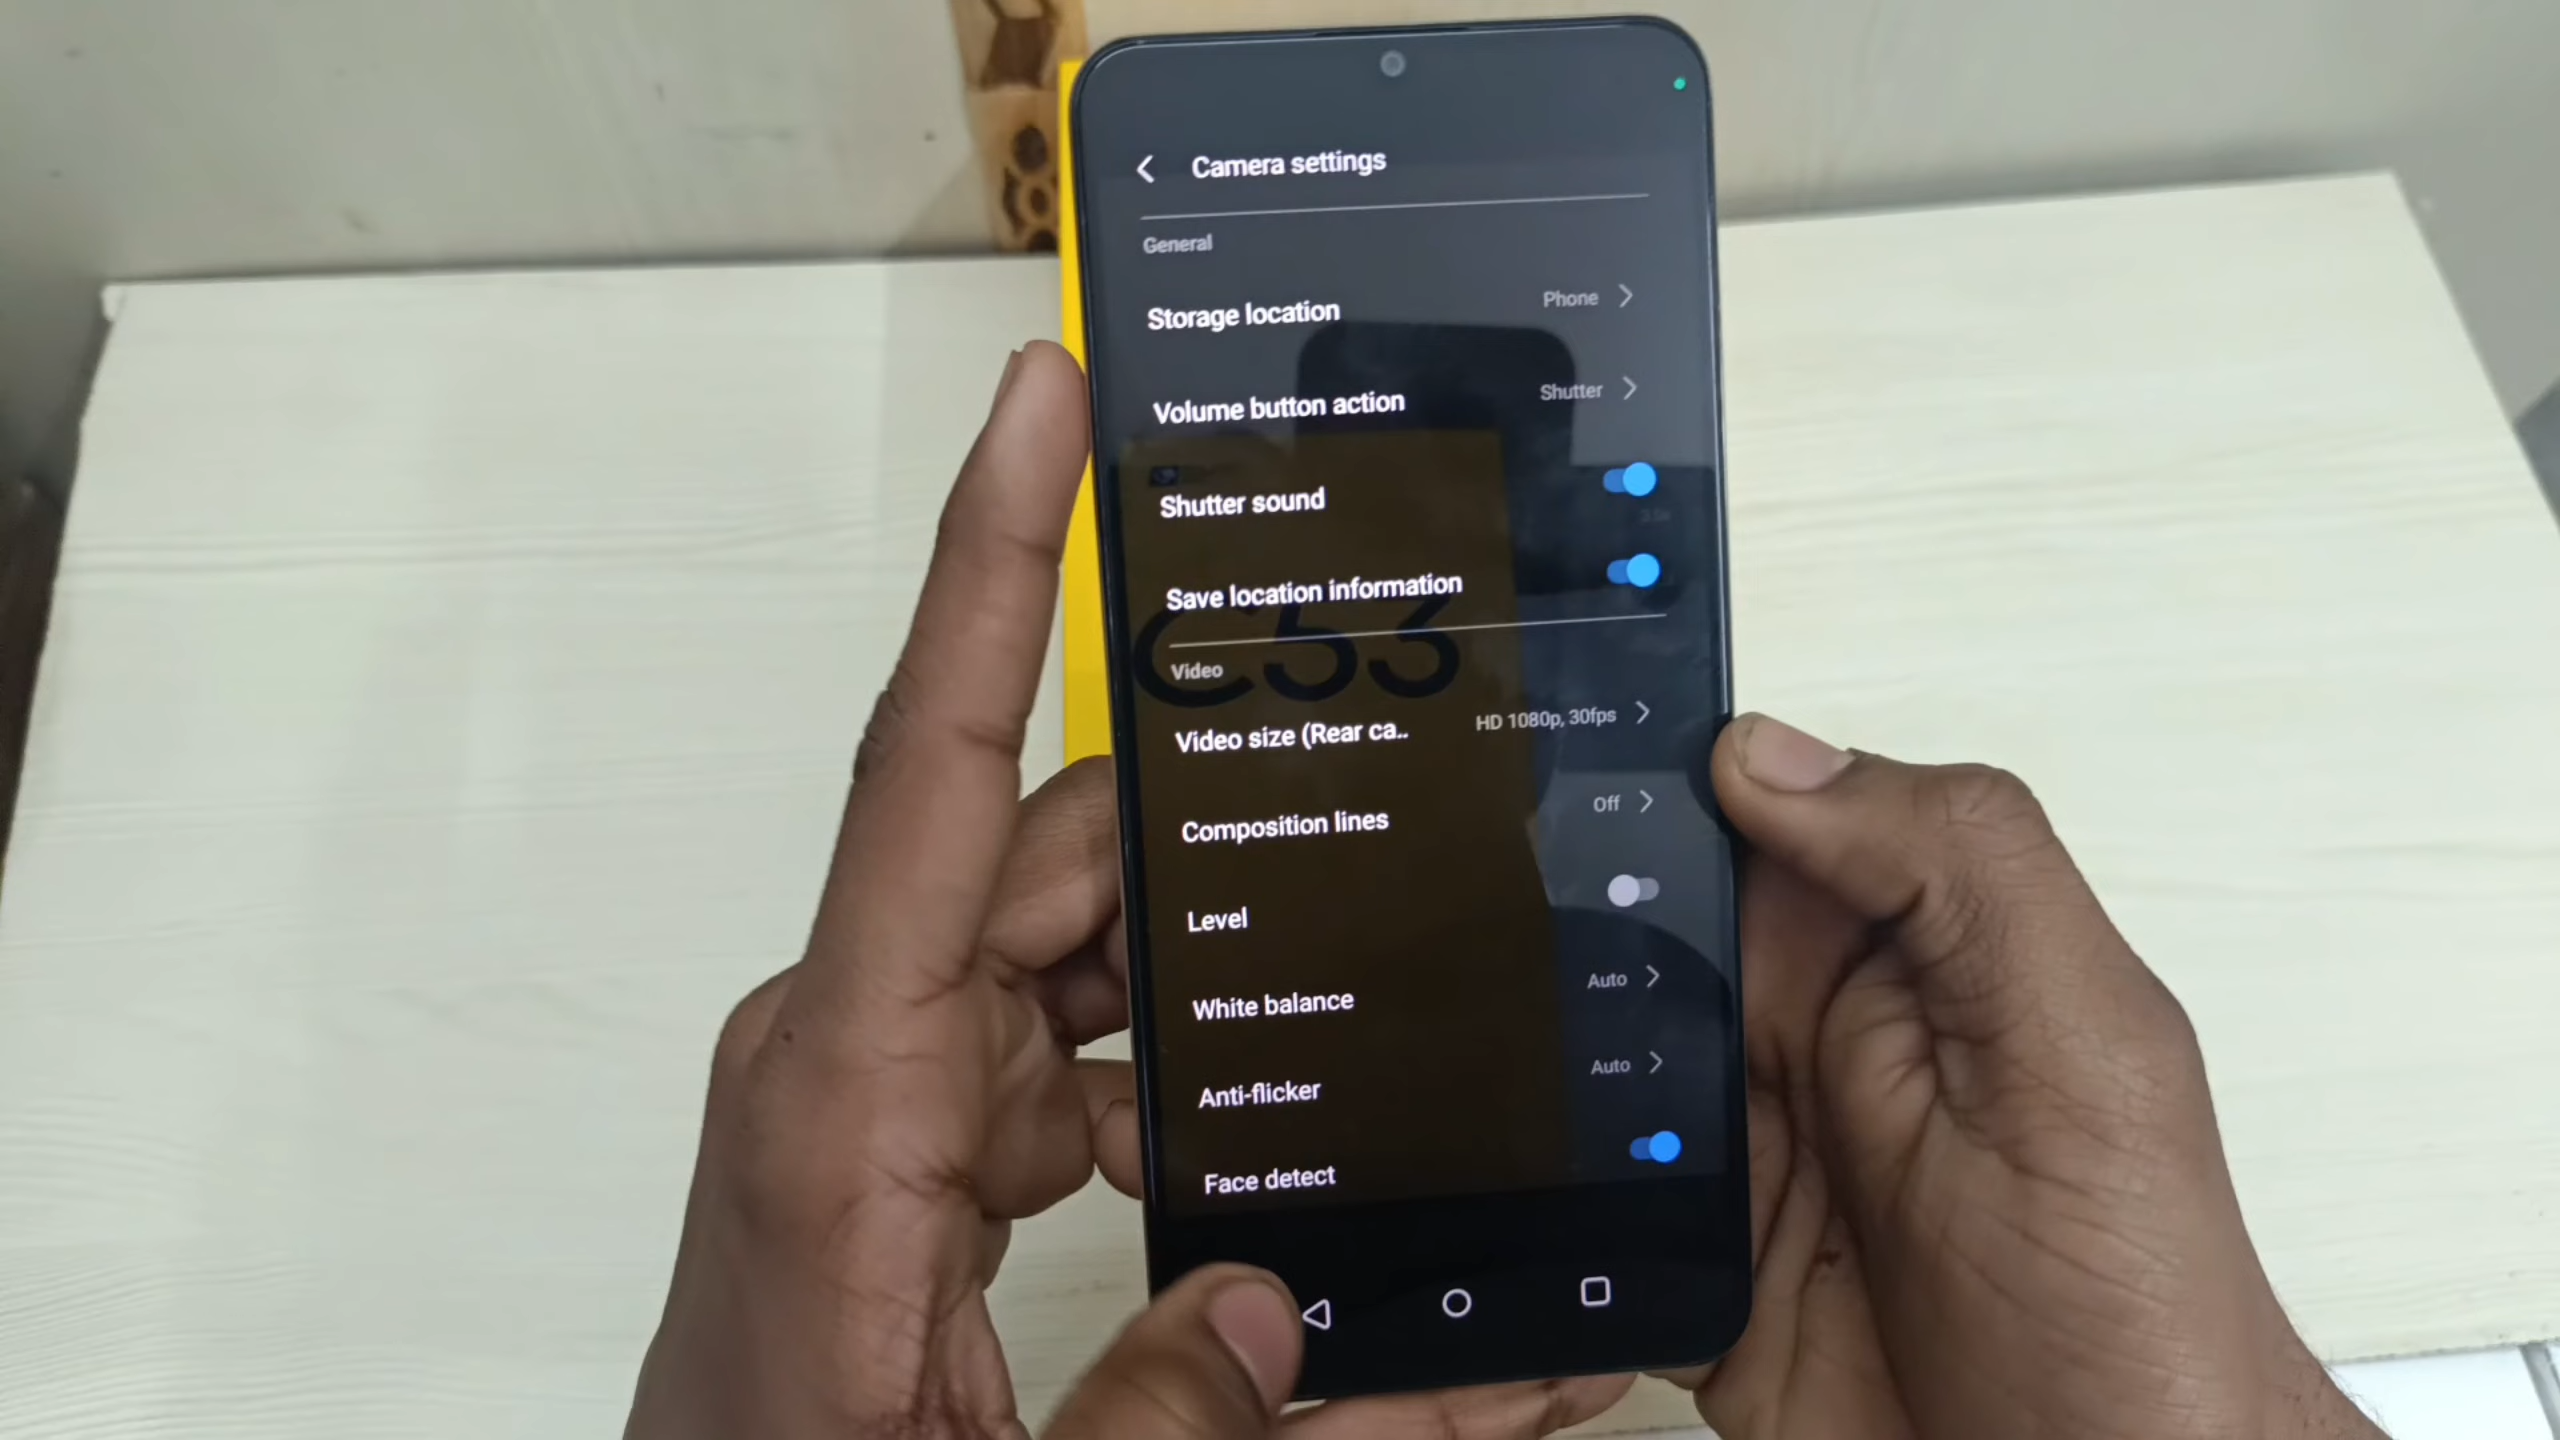 Camera settings
General
Storage location Phone
Volume button action Shutter
Shutter sound
Save location information
C53
Video
Video size (Rear ca.. HD 1080p, 30fps
Composition lines Off
Level
White balance Auto
Anti-flicker Auto
Face detect